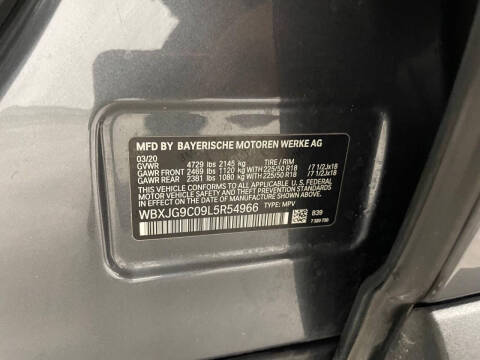 MFD BY BAYERISCHE MOTOREN WERKE AG
03/20
GVWR 4729 lbs 2145 kg TIRE / RIM
GAWR FRONT 2469 lbs 1120 kg 225/50 R18 /7 1/2Jx18
GAWR REAR 2381 lbs 1080 kg 225/50 R18 /7 1/2Jx18
THIS VEHICLE CONFORMS TO ALL APPLICABLE U. S. FEDERAL
MOTOR VEHICLE SAFETY AND THEFT PREVENTION STANDARDS
IN EFFECT ON THE DATE OF MANUFACTURE SHOWN ABOVE.
WBXJG9C09L5R54966 TYPE: MPV B39